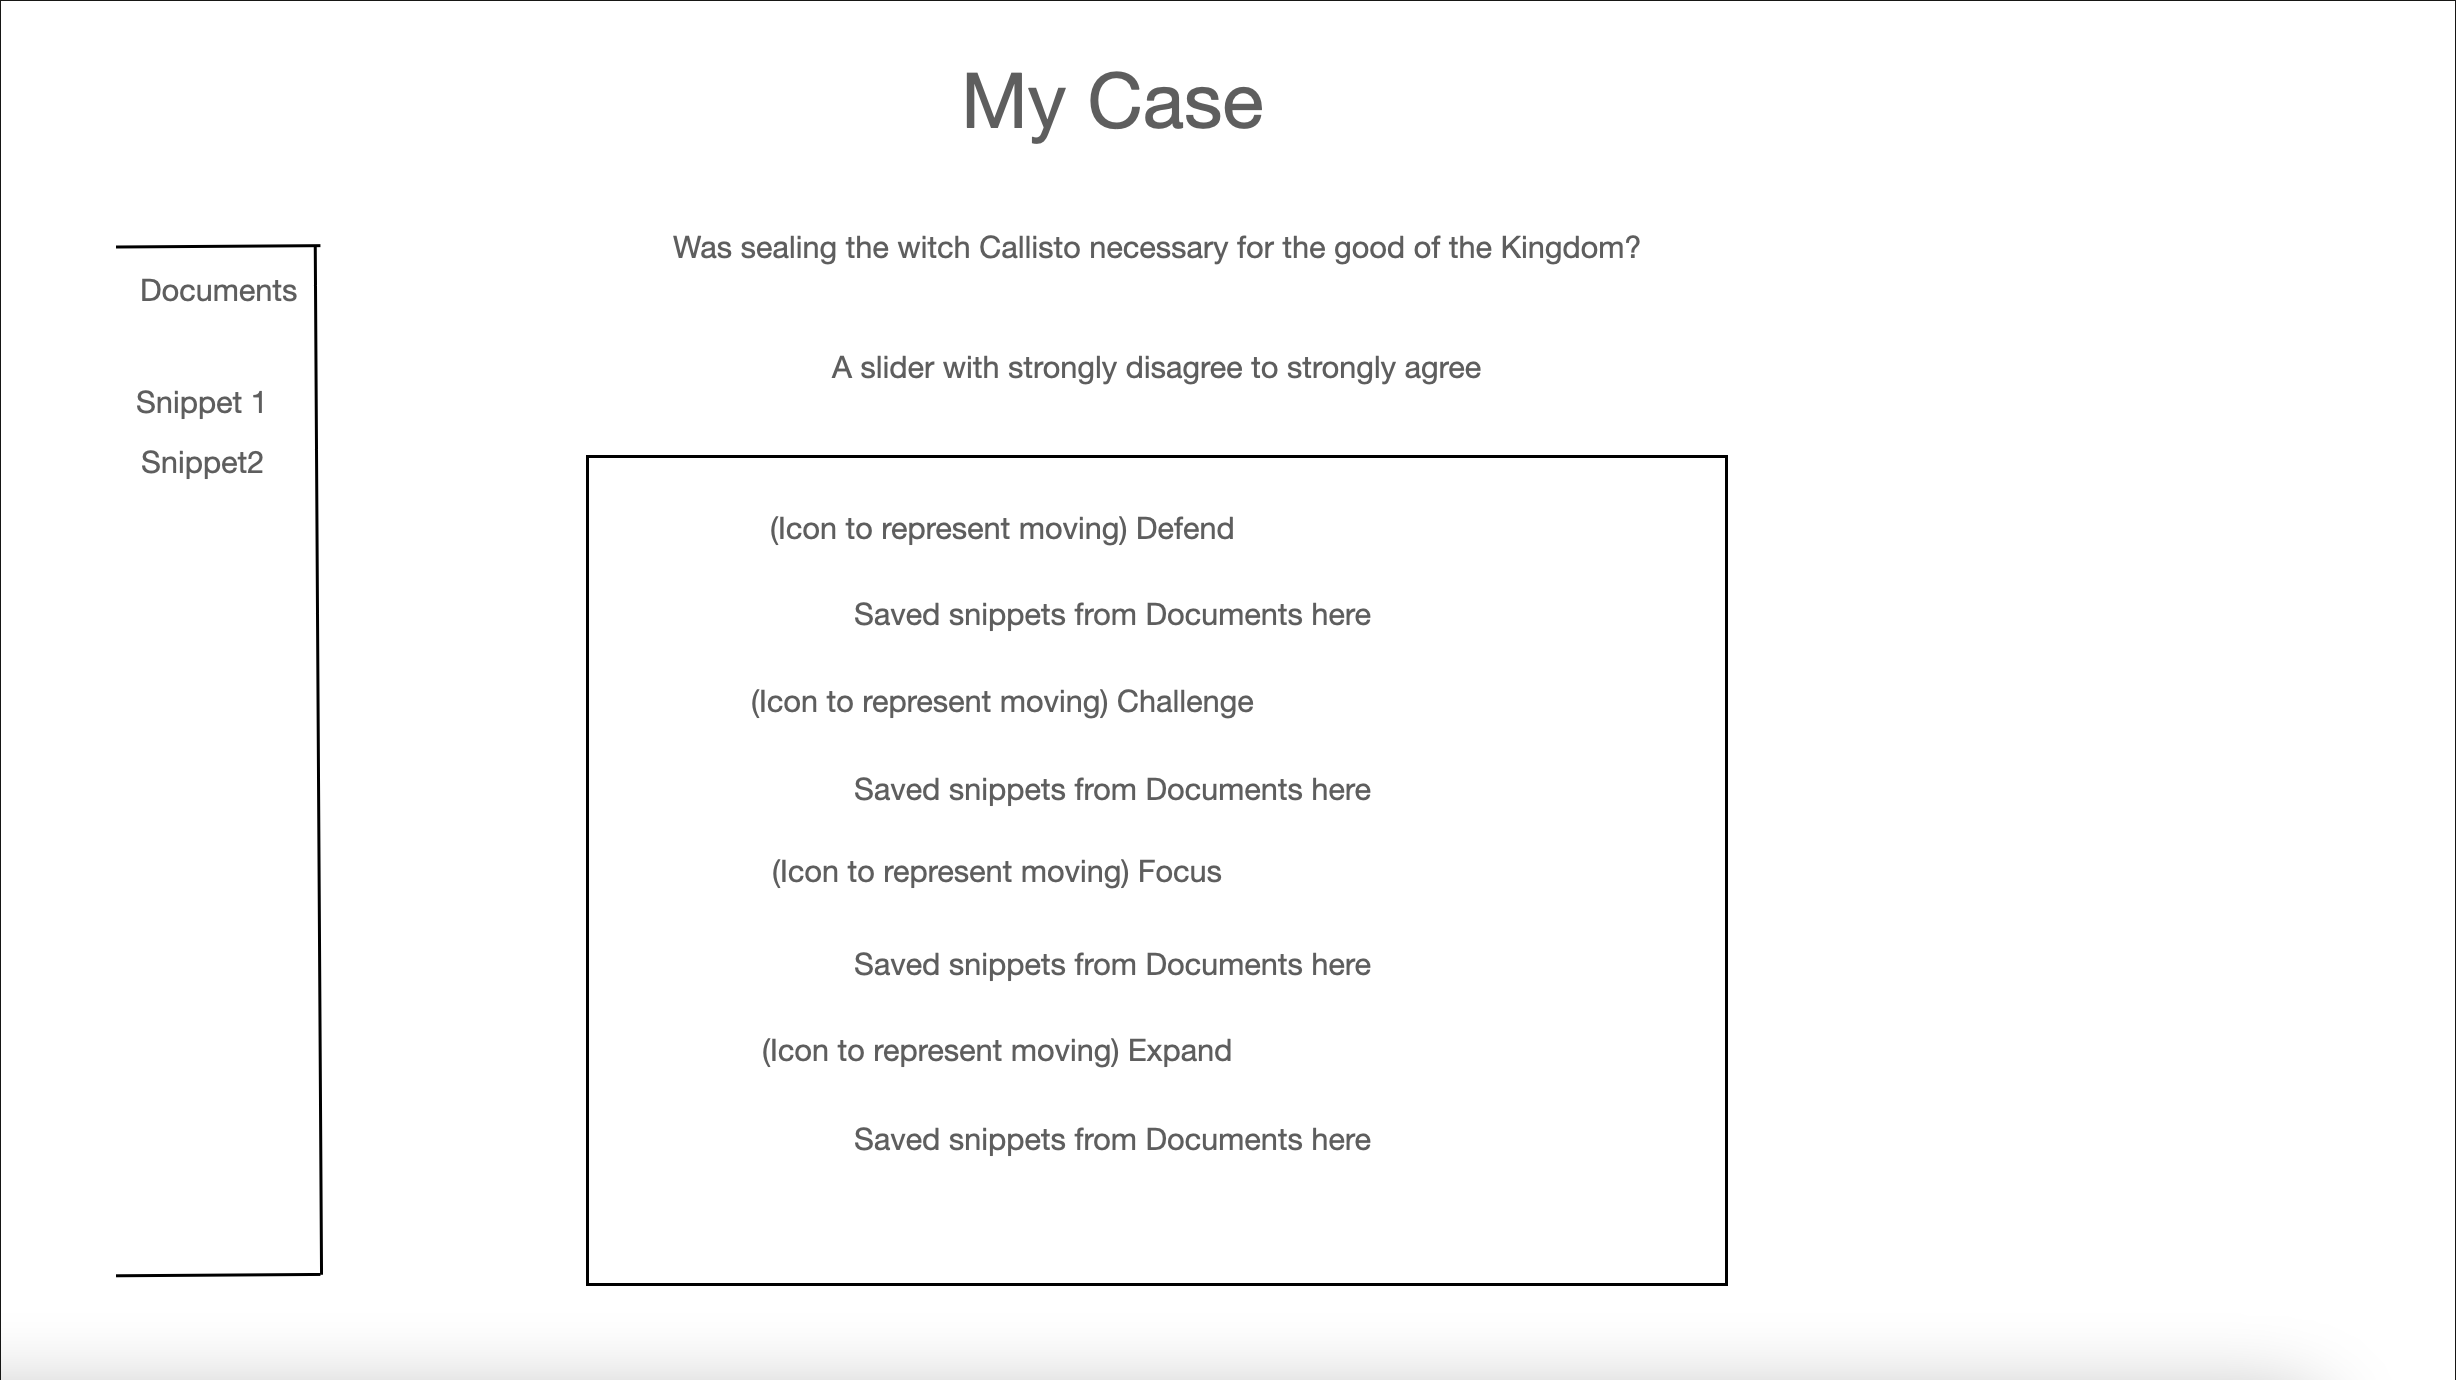 My Case
Was sealing the witch Callisto necessary for the good of the Kingdom?
A slider with strongly disagree to strongly agree
Documents
Snippet 1
Snippet2
(Icon to represent moving) Defend
Saved snippets from Documents here
(Icon to represent moving) Challenge
Saved snippets from Documents here
(Icon to represent moving) Focus
Saved snippets from Documents here
(Icon to represent moving) Expand
Saved snippets from Documents here